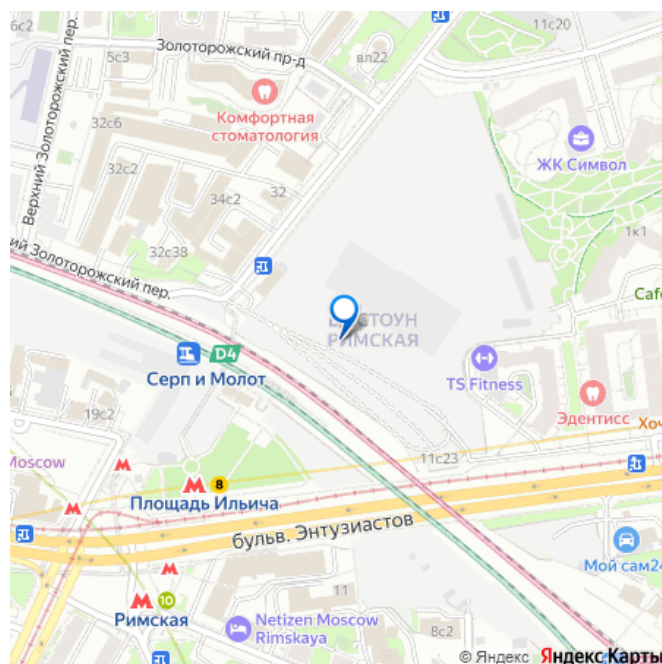 6с2
11с20
Золоторожский пр-д
вл22
5с3
Верхний Золоторожский пер.
Комфортная
стоматология
32с6
ЖК Символ
32с2
32
34с2
1к1
32с38
ий Золоторожский пер.
Cafe
РИМСКАЯ
D4
Серп и Молот
TS Fitness
Эдентисс
19с2
Хоч
Moscow
11с23
8
Площадь Ильича
бульв. Энтузиастов
Мой сам24
11
10
Римская
Netizen Moscow
Rimskaya
8с2
© Яндекс Яндекс Карты